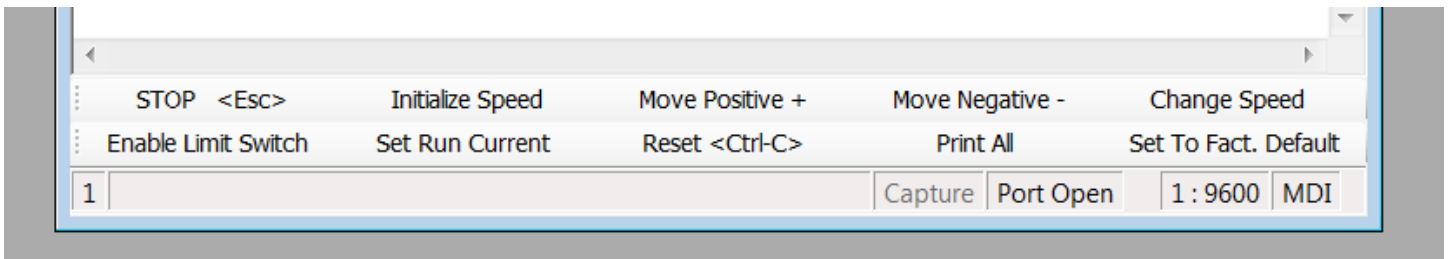 STOP <Esc> Initialize Speed Move Positive + Move Negative - Change Speed
Enable Limit Switch Set Run Current Reset <Ctrl-C> Print All Set To Fact. Default
1 Capture Port Open 1 : 9600 MDI